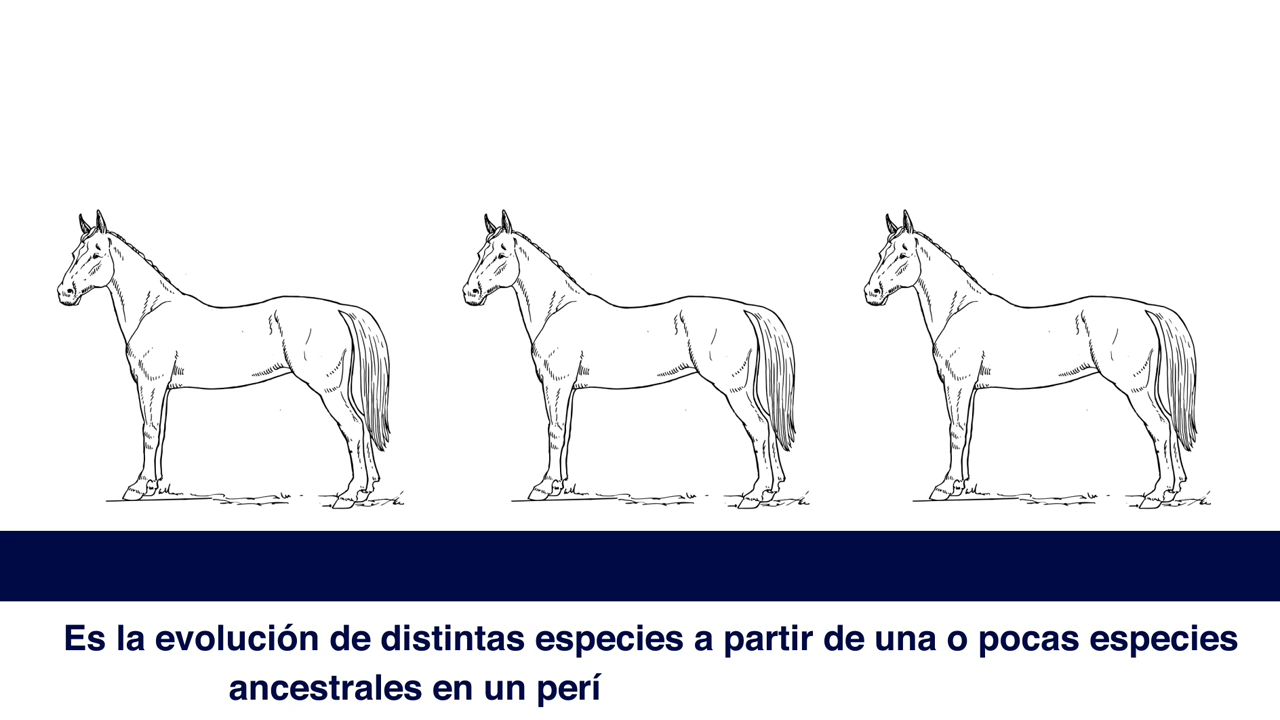 Es la evolución de distintas especies a partir de una o pocas especies
ancestrales en un perí